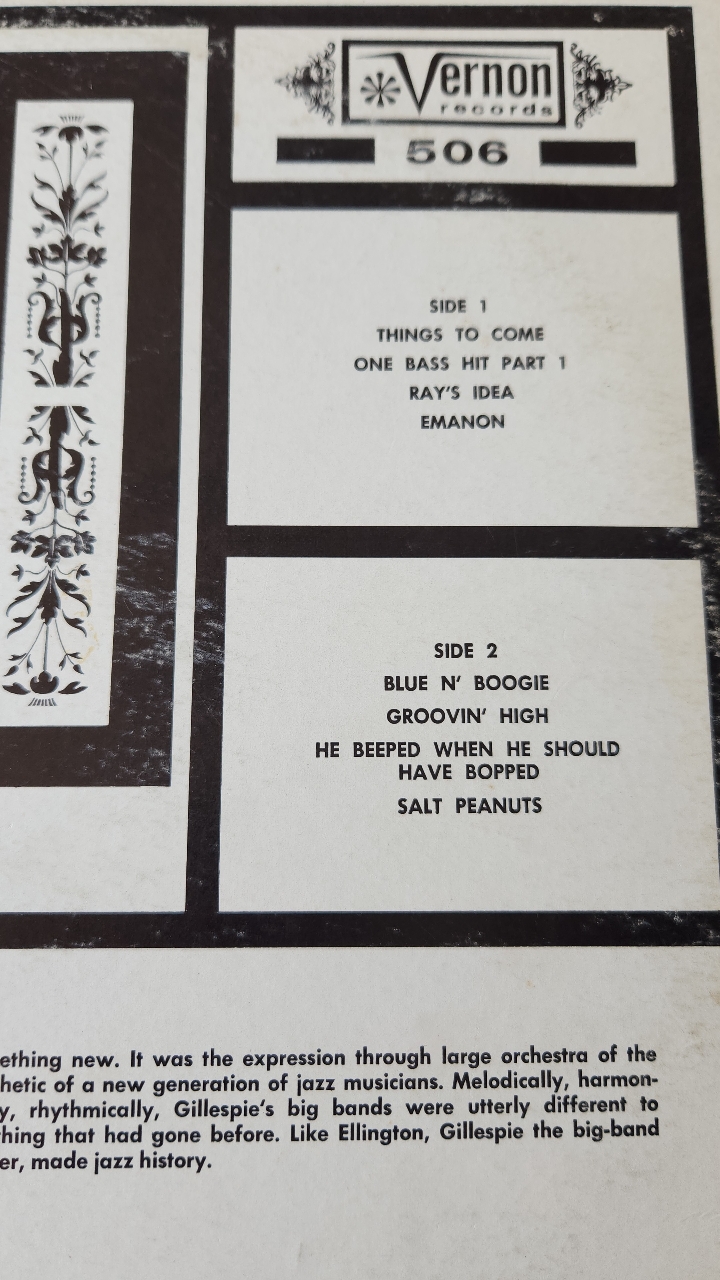 Vernon
records
506
SIDE 1
THINGS TO COME
ONE BASS HIT PART 1
RAY'S IDEA
EMANON
SIDE 2
BLUE N' BOOGIE
GROOVIN' HIGH
HE BEEPED WHEN HE SHOULD
HAVE BOPPED
SALT PEANUTS
ething new. It was the expression through large orchestra of the
hetic of a new generation of jazz musicians. Melodically, harmon-
y, rhythmically, Gillespie's big bands were utterly different to
thing that had gone before. Like Ellington, Gillespie the big-band
er, made jazz history.